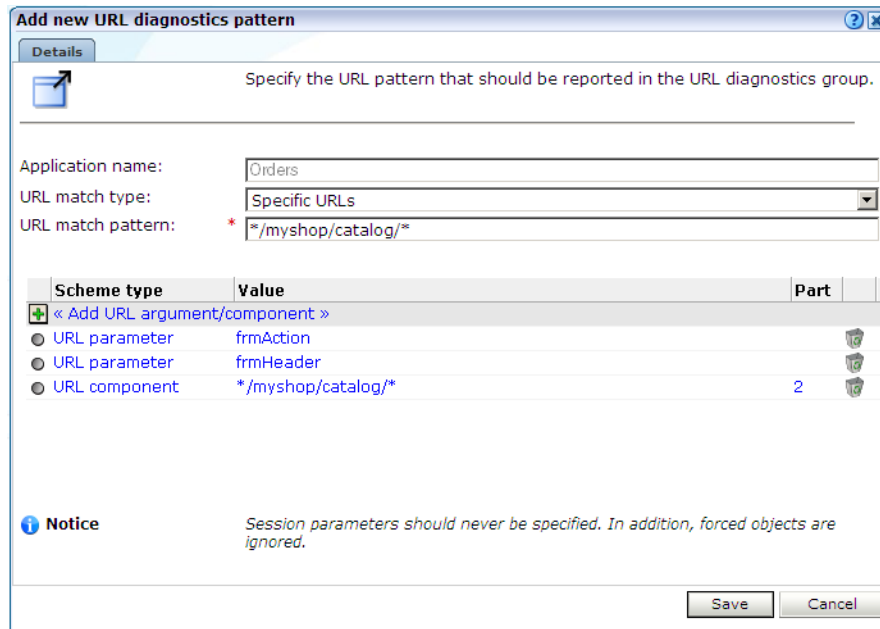 Add new URL diagnostics pattern
?
Details
Specify the URL pattern that should be reported in the URL diagnostics group.
Application name: Orders
URL match type: Specific URLs
URL match pattern: * */myshop/catalog/*
Scheme type Value Part
« Add URL argument/component »
URL parameter frmAction
URL parameter frmHeader
URL component */myshop/catalog/* 2
Notice Session parameters should never be specified. In addition, forced objects are
ignored.
Save Cancel